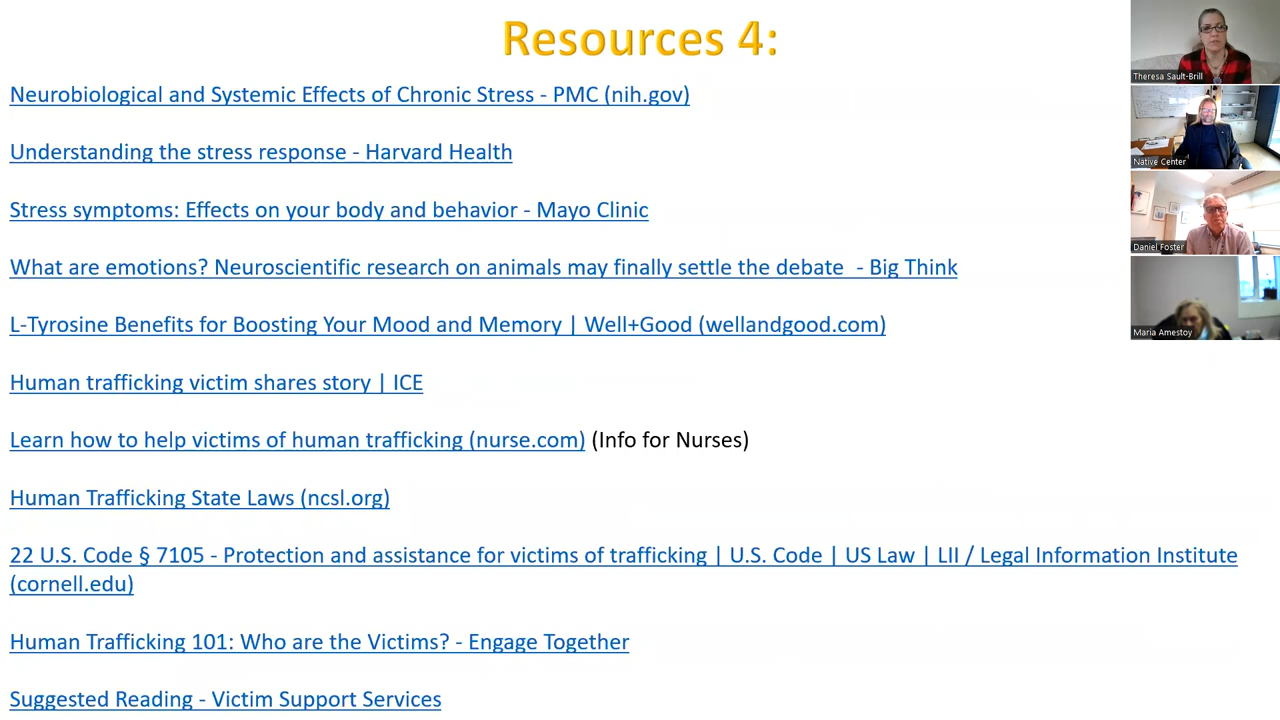 Resources 4:
Neurobiological and Systemic Effects of Chronic Stress - PMC (nih.gov)
Understanding the stress response - Harvard Health
Stress symptoms: Effects on your body and behavior - Mayo Clinic
What are emotions? Neuroscientific research on animals may finally settle the debate  - Big Think
L-Tyrosine Benefits for Boosting Your Mood and Memory | Well+Good (wellandgood.com)
Human trafficking victim shares story | ICE
Learn how to help victims of human trafficking (nurse.com) (Info for Nurses)
Human Trafficking State Laws (ncsl.org)
22 U.S. Code § 7105 - Protection and assistance for victims of trafficking | U.S. Code | US Law | LII / Legal Information Institute
(cornell.edu)
Human Trafficking 101: Who are the Victims? - Engage Together
Suggested Reading - Victim Support Services
Theresa Sault-Brill
Native Center
Daniel Foster
Maria Amestoy